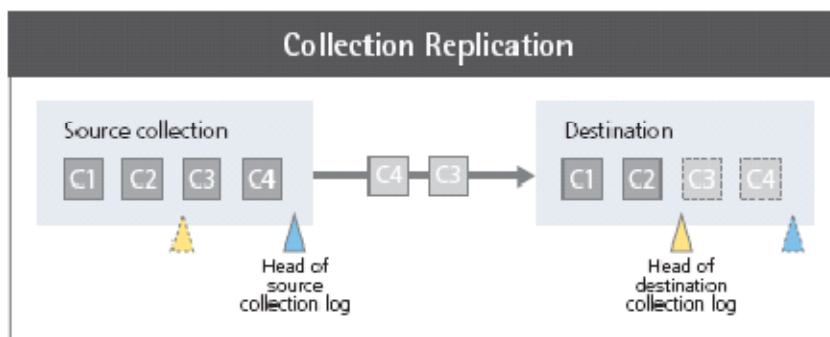 Collection Replication
Source collection
C1 C2 C3 C4
C4 C3
Destination
C1 C2 C3 C4
Head of
source
collection log
Head of
destination
collection log